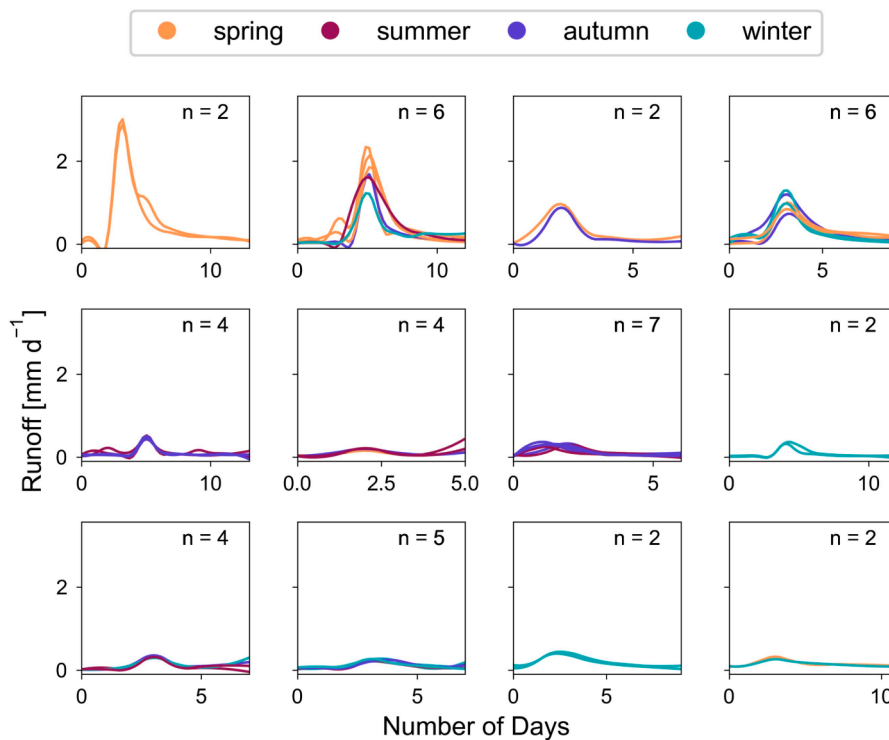 spring summer autumn winter
n = 2 n = 6 n = 2 n = 6
2
0
0 10 0 10 0 5 0 5
n = 4 n = 4 n = 7 n = 2
2
0
0 10 0.0 2.5 5.0 0 5 0 10
n = 4 n = 5 n = 2 n = 2
2
0
0 5 0 5 0 5 0 10
Runoff [mm d⁻¹]
Number of Days